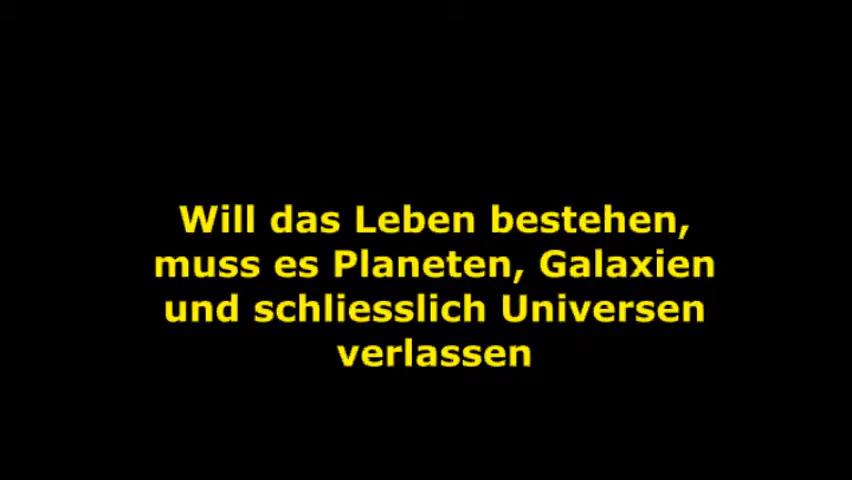 Will das Leben bestehen,
muss es Planeten, Galaxien
und schliesslich Universen
verlassen